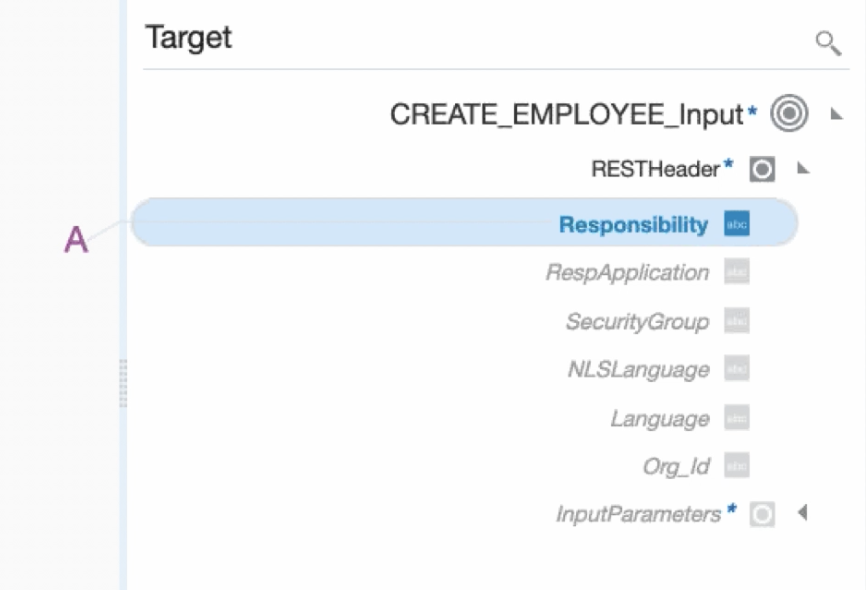 Target
CREATE_EMPLOYEE_Input*
RESTHeader*
A
Responsibility abc
RespApplication abc
SecurityGroup abc
NLSLanguage abc
Language abc
Org_Id abc
InputParameters*